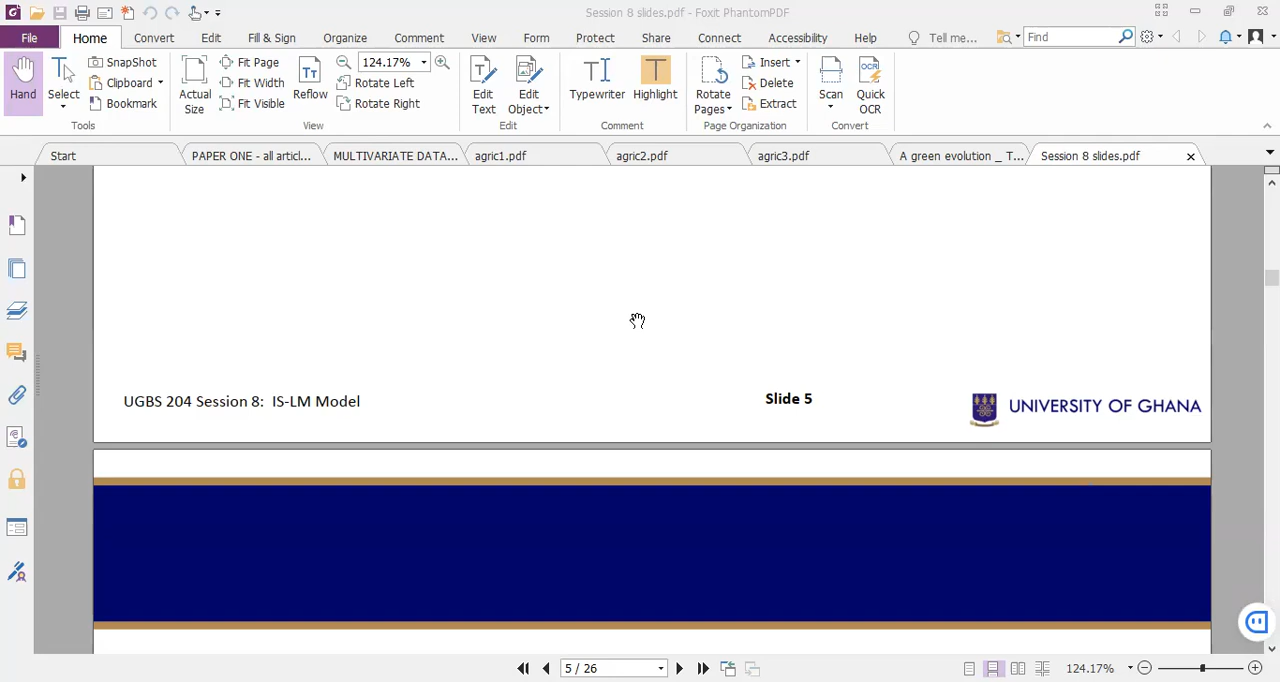 Session 8 slides.pdf - Foxit PhantomPDF
File Home Convert Edit Fill & Sign Organize Comment View Form Protect Share Connect Accessibility Help Tell me... Find
Hand
Select
SnapShot
Clipboard
Bookmark
Tools
Actual Size
Fit Page
Fit Width
Fit Visible
Reflow
124.17%
Rotate Left
Rotate Right
View
Edit Text
Edit Object
Edit
Typewriter
Highlight
Comment
Rotate Pages
Insert
Delete
Extract
Page Organization
Scan
Quick OCR
OCR
Convert
Start PAPER ONE - all articl... MULTIVARIATE DATA... agric1.pdf agric2.pdf agric3.pdf A green evolution _ T... Session 8 slides.pdf
UGBS 204 Session 8: IS-LM Model
Slide 5
UNIVERSITY OF GHANA
5 / 26
124.17%